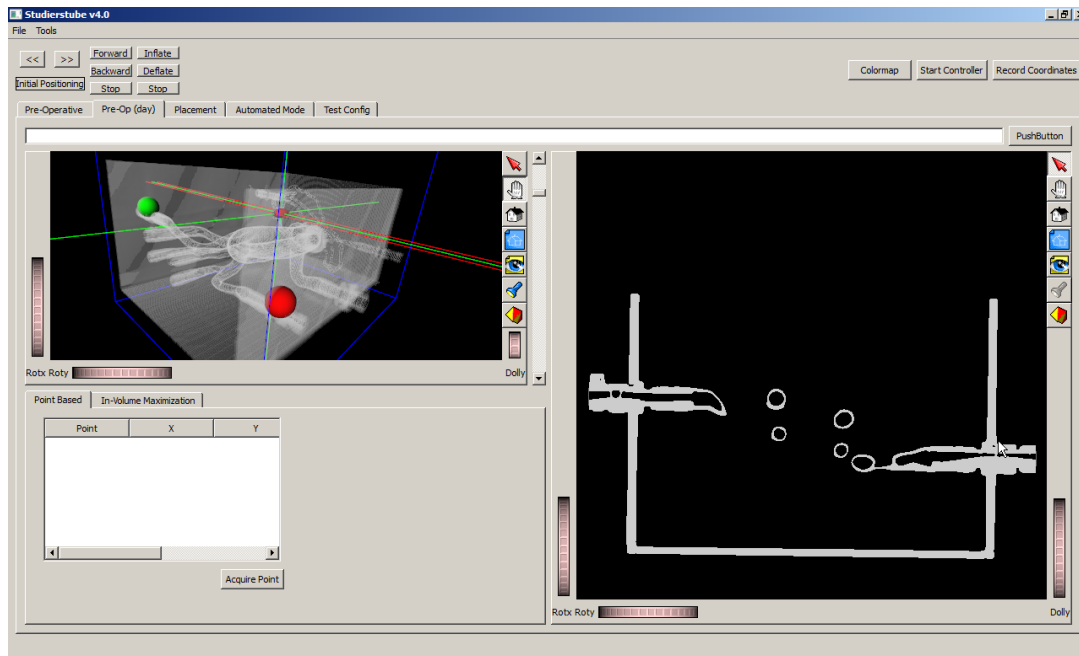 Studierstube v4.0
File Tools
<< >> Forward Inflate
Backward Deflate
Initial Positioning Stop Stop
Colormap Start Controller Record Coordinates
Pre-Operative Pre-Op (day) Placement Automated Mode Test Config
PushButton
Rotx Roty Dolly
Point Based In-Volume Maximization
Point X Y
Acquire Point
Rotx Roty Dolly